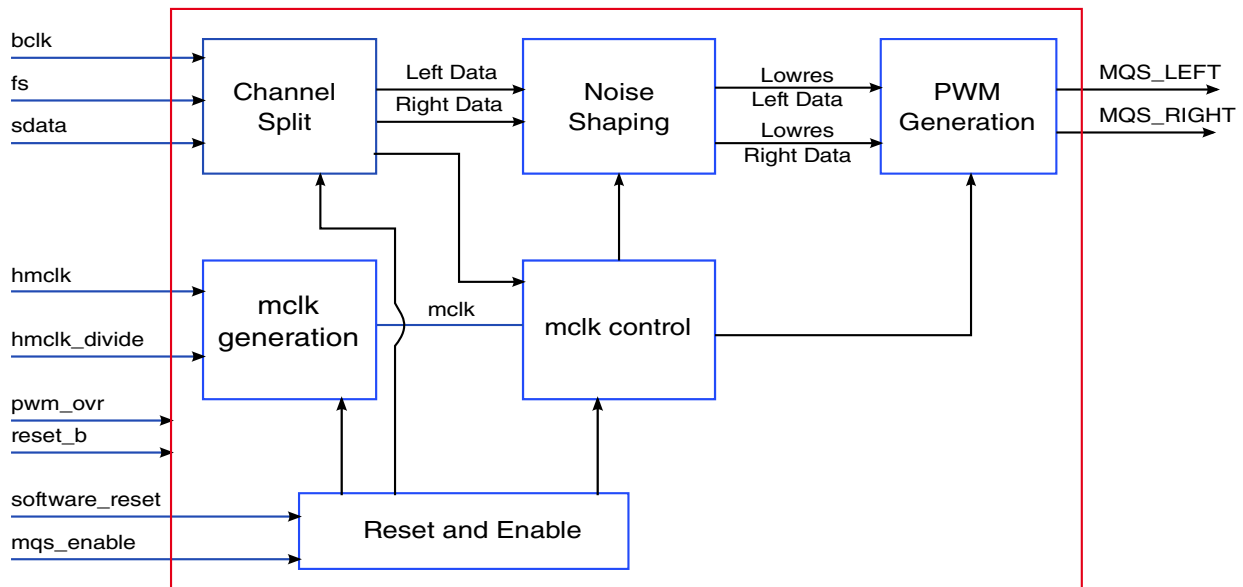 bclk
fs
sdata
Channel
Split
Left Data
Right Data
Noise
Shaping
Lowres
Left Data
Lowres
Right Data
PWM
Generation
MQS_LEFT
MQS_RIGHT
hmclk
hmclk_divide
mclk
generation
mclk
mclk control
pwm_ovr
reset_b
software_reset
mqs_enable
Reset and Enable